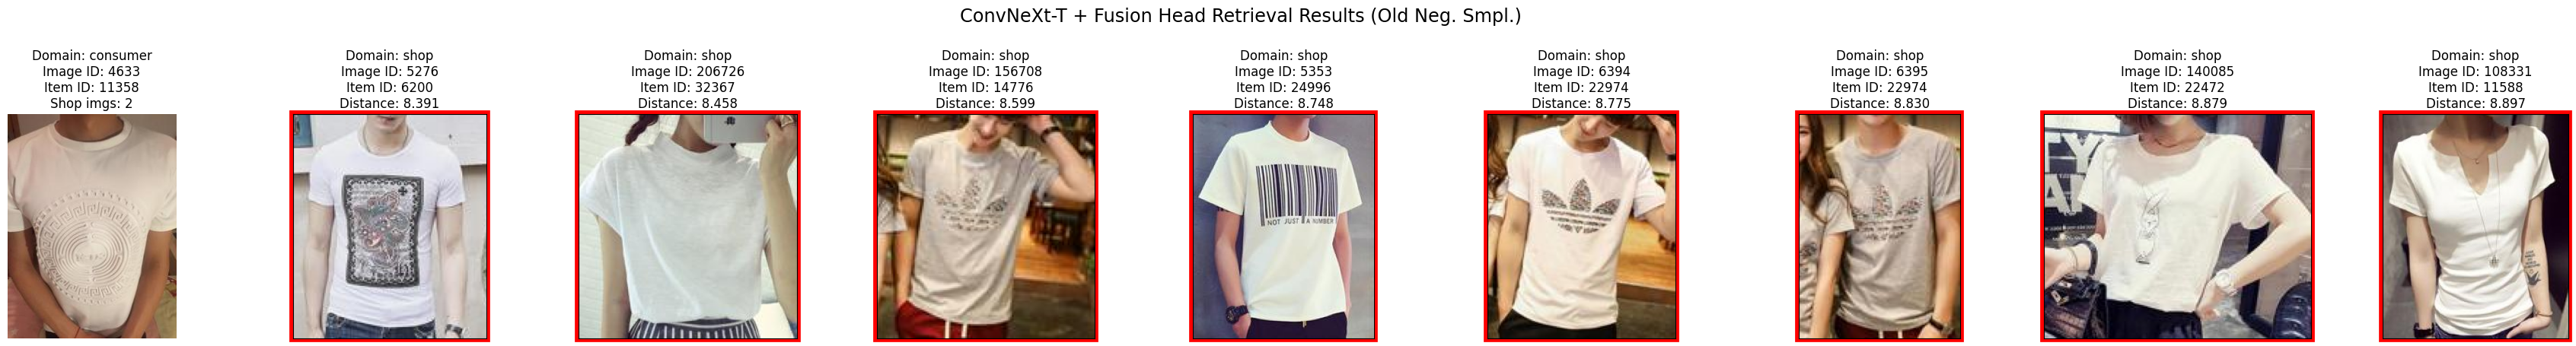 ConvNeXt-T + Fusion Head Retrieval Results (Old Neg. Smpl.)
Domain: consumer
Image ID: 4633
Item ID: 11358
Shop imgs: 2
Domain: shop
Image ID: 5276
Item ID: 6200
Distance: 8.391
Domain: shop
Image ID: 206726
Item ID: 32367
Distance: 8.458
Domain: shop
Image ID: 156708
Item ID: 14776
Distance: 8.599
Domain: shop
Image ID: 5353
Item ID: 24996
Distance: 8.748
NOT JUST A NUMBER
Domain: shop
Image ID: 6394
Item ID: 22974
Distance: 8.775
Domain: shop
Image ID: 6395
Item ID: 22974
Distance: 8.830
Domain: shop
Image ID: 140085
Item ID: 22472
Distance: 8.879
Domain: shop
Image ID: 108331
Item ID: 11588
Distance: 8.897